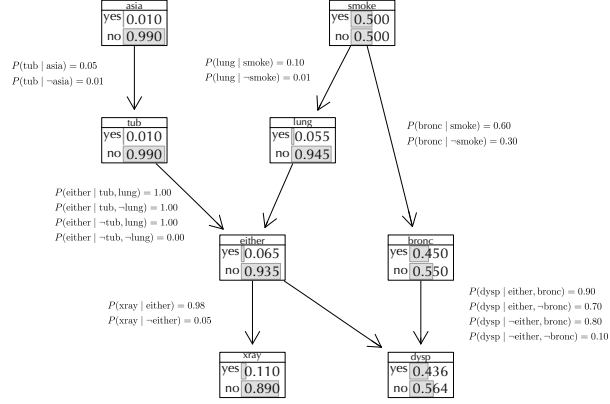 asia
yes 0.010
no 0.990
smoke
yes 0.500
no 0.500
P(tub | asia) = 0.05
P(tub | ¬asia) = 0.01
P(lung | smoke) = 0.10
P(lung | ¬smoke) = 0.01
tub
yes 0.010
no 0.990
lung
yes 0.055
no 0.945
P(bronc | smoke) = 0.60
P(bronc | ¬smoke) = 0.30
P(either | tub, lung) = 1.00
P(either | tub, ¬lung) = 1.00
P(either | ¬tub, lung) = 1.00
P(either | ¬tub, ¬lung) = 0.00
either
yes 0.065
no 0.935
bronc
yes 0.450
no 0.550
P(xray | either) = 0.98
P(xray | ¬either) = 0.05
P(dysp | either, bronc) = 0.90
P(dysp | either, ¬bronc) = 0.70
P(dysp | ¬either, bronc) = 0.80
P(dysp | ¬either, ¬bronc) = 0.10
xray
yes 0.110
no 0.890
dysp
yes 0.436
no 0.564